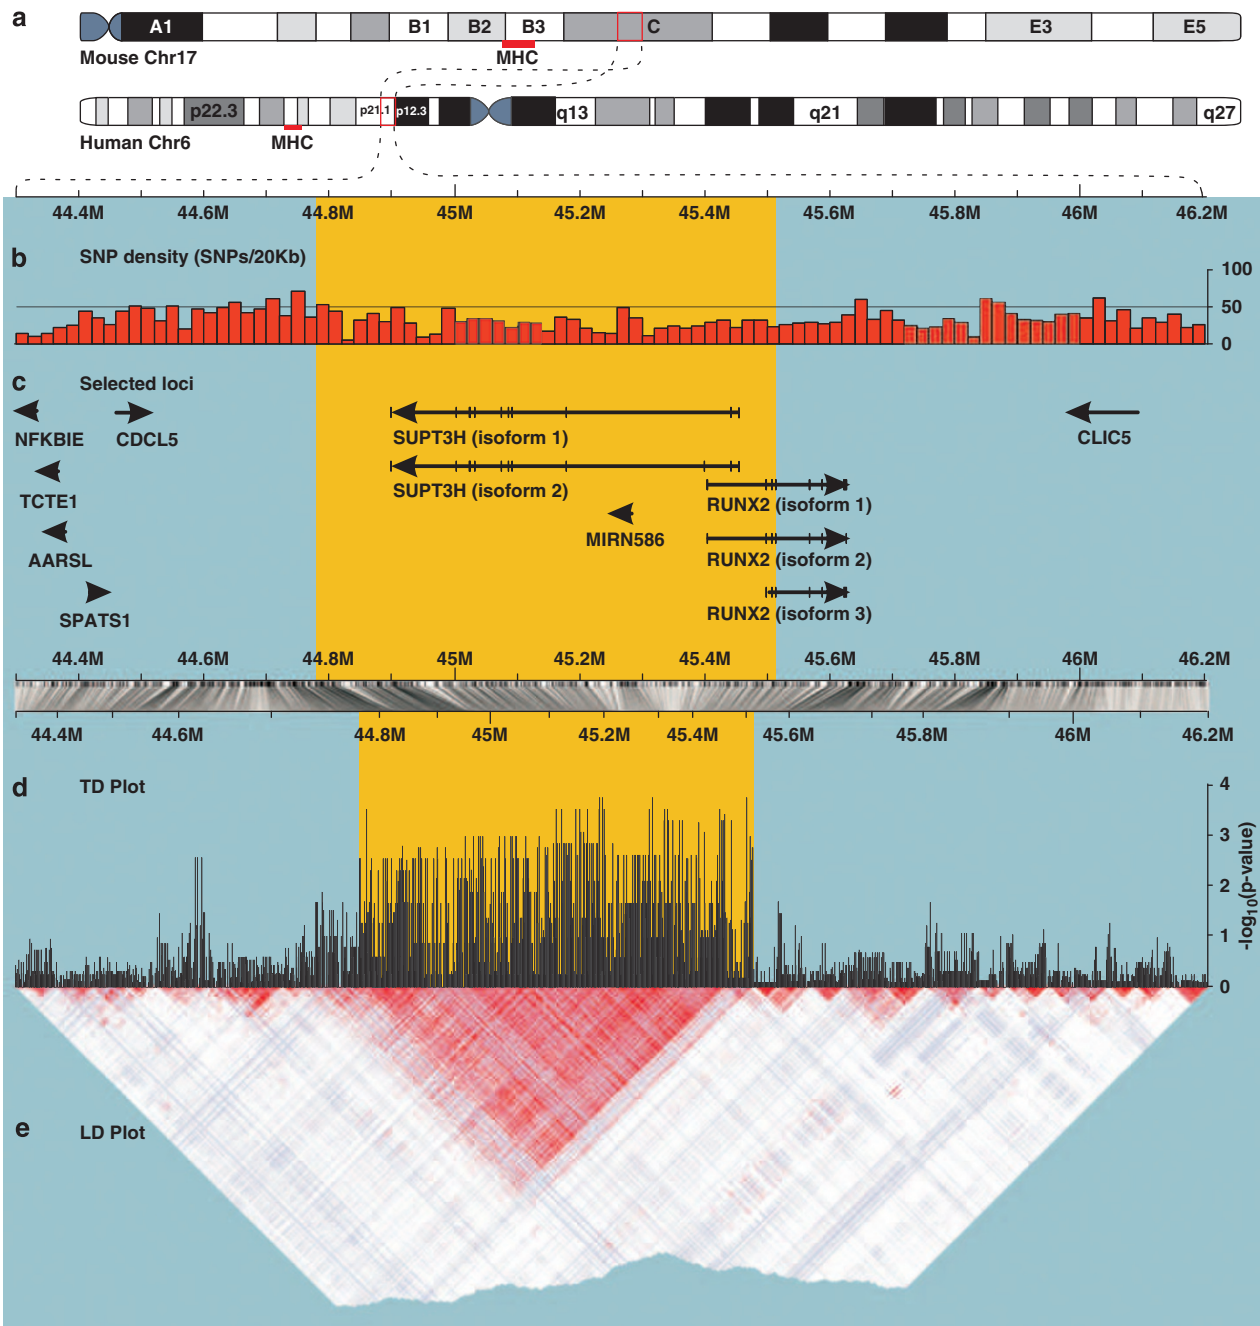 a
A1 B1 B2 B3 C E3 E5
Mouse Chr17 MHC
p22.3 p21.1 p12.3 q13 q21 q27
Human Chr6 MHC
44.4M 44.6M 44.8M 45M 45.2M 45.4M 45.6M 45.8M 46M 46.2M
b SNP density (SNPs/20Kb)
100
50
0
c Selected loci
NFKBIE CDCL5 SUPT3H (isoform 1) CLIC5
TCTE1 SUPT3H (isoform 2) RUNX2 (isoform 1)
AARSL MIRN586 RUNX2 (isoform 2)
SPATS1 RUNX2 (isoform 3)
44.4M 44.6M 44.8M 45M 45.2M 45.4M 45.6M 45.8M 46M 46.2M
44.4M 44.6M 44.8M 45M 45.2M 45.4M 45.6M 45.8M 46M 46.2M
d TD Plot
4
3
2
1
0
-log10(p-value)
e LD Plot